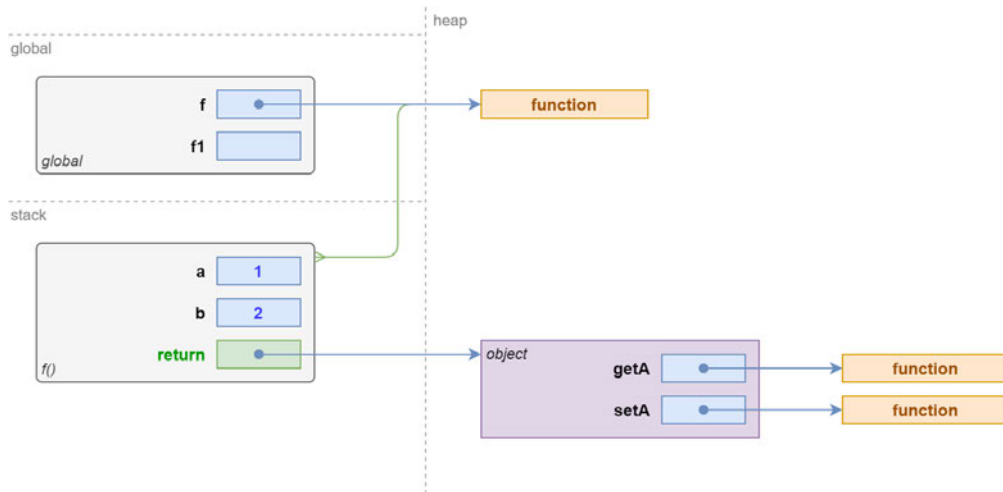 heap
global
f
function
f1
global
stack
a
1
b
2
return
f()
object
getA
function
setA
function